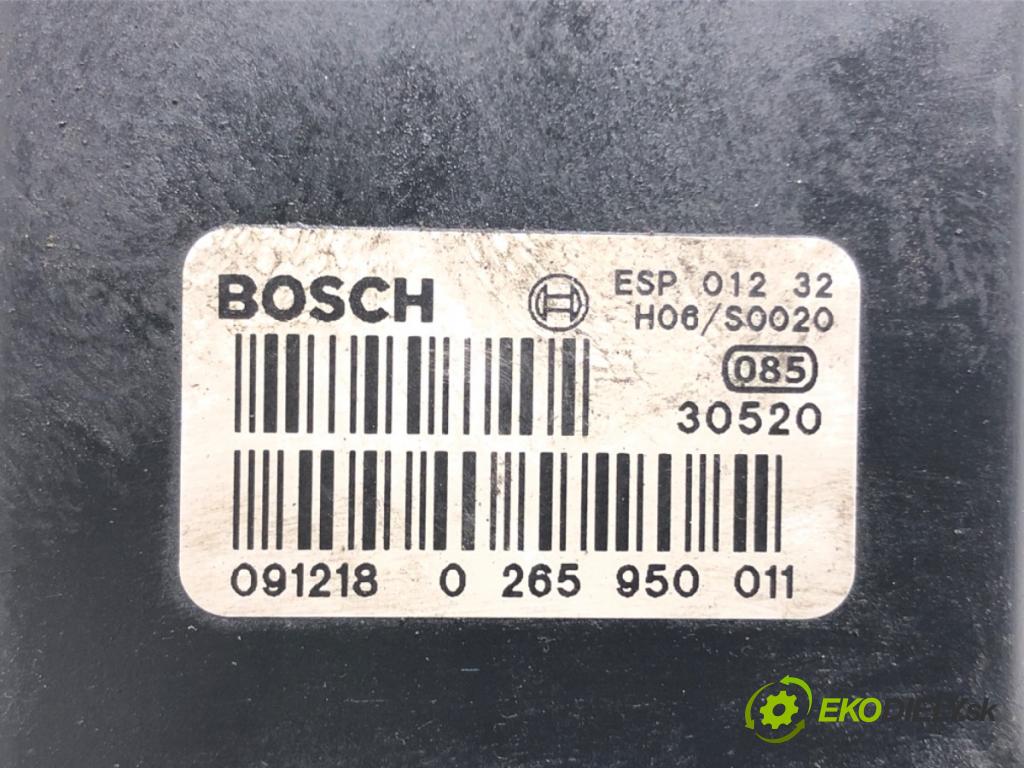 BOSCH
ESP 012 32
H06/S0020
085
30520
091218 0 265 950 011
EKODIELY.sk